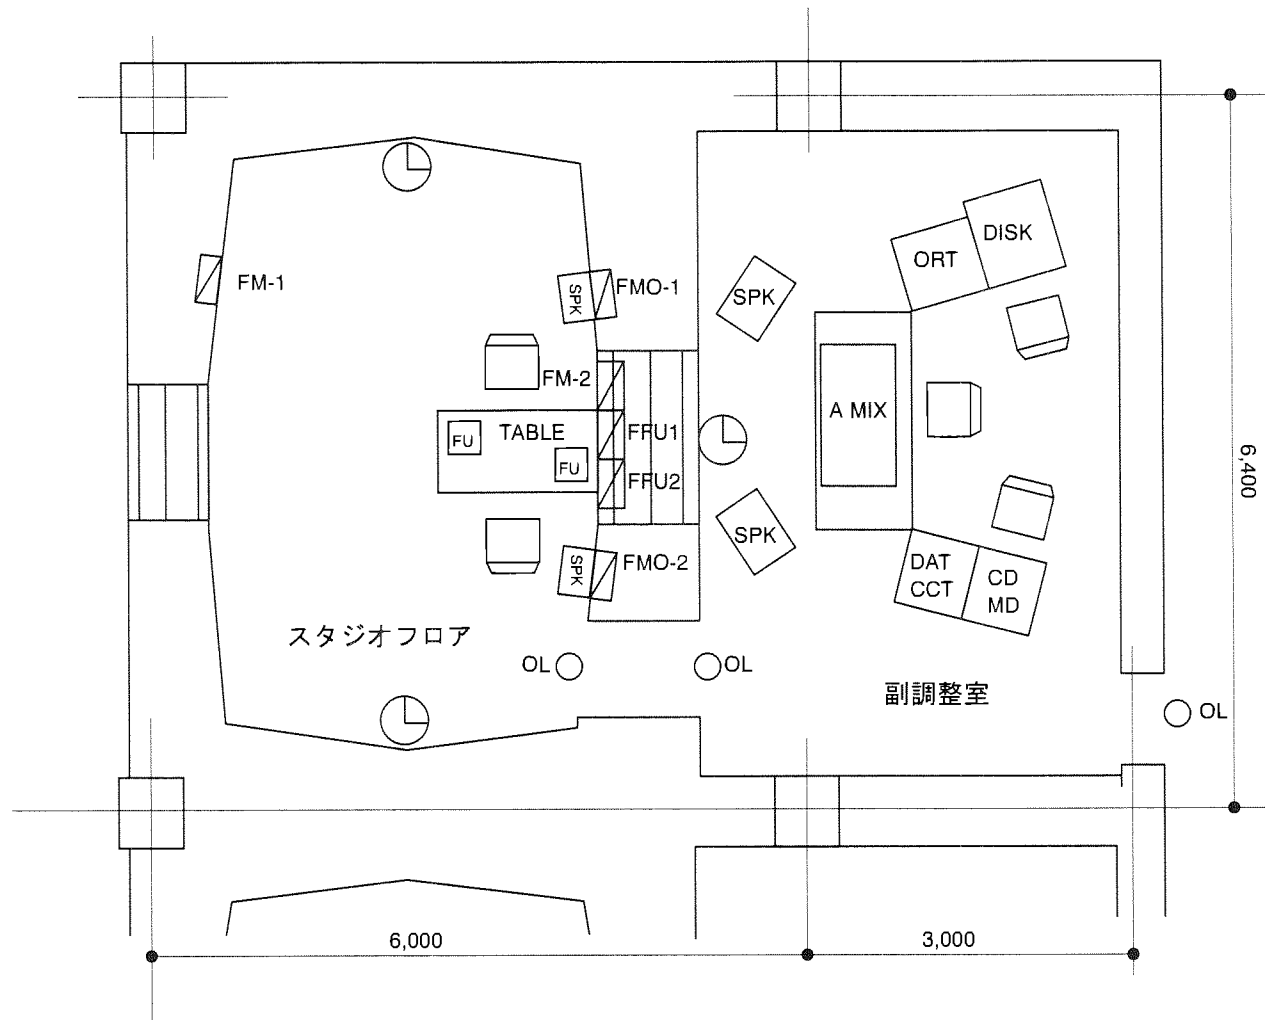 DISK
ORT
FM-1
SPK
FMO-1
SPK
FM-2
A MIX
FU
TABLE
FFU1
FU
FFU2
6,400
SPK
SPK
FMO-2
DAT
CCT
CD
MD
スタジオフロア
OL
OL
副調整室
OL
6,000
3,000